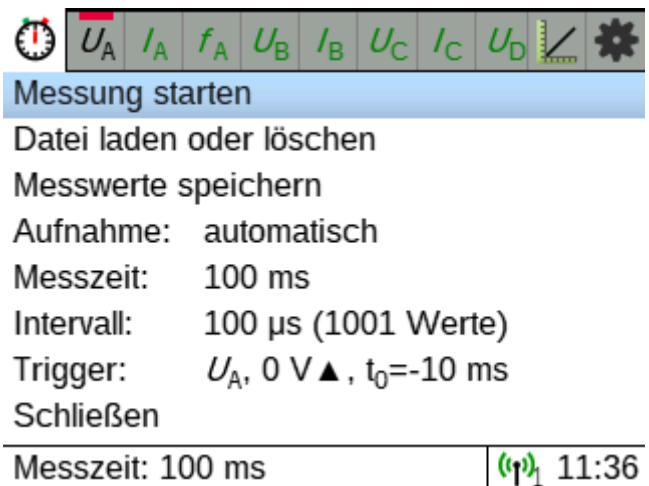 U_A I_A f_A U_B I_B U_C I_C U_D
Messung starten
Datei laden oder löschen
Messwerte speichern
Aufnahme: automatisch
Messzeit: 100 ms
Intervall: 100 µs (1001 Werte)
Trigger: U_A, 0 V▲, t₀=-10 ms
Schließen
Messzeit: 100 ms 1 11:36